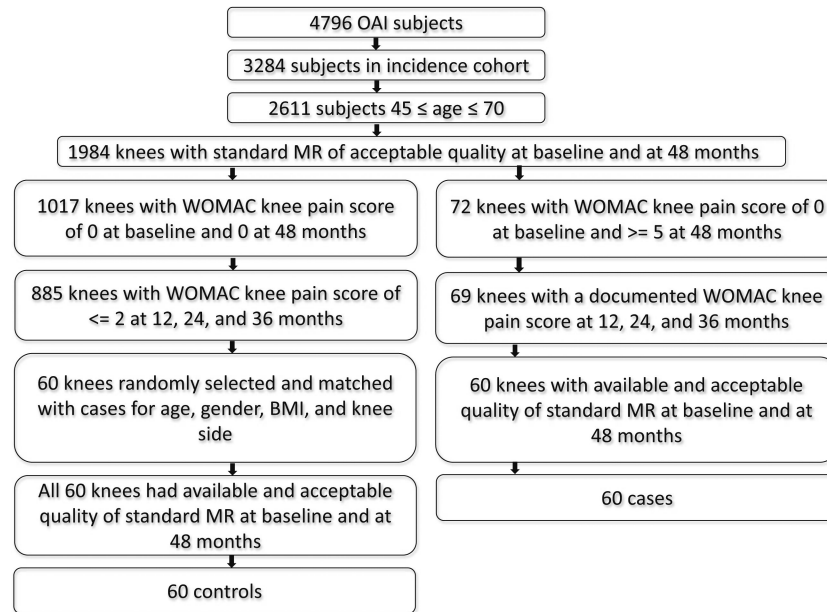 4796 OAI subjects
3284 subjects in incidence cohort
2611 subjects 45 ≤ age ≤ 70
1984 knees with standard MR of acceptable quality at baseline and at 48 months
1017 knees with WOMAC knee pain score
of 0 at baseline and 0 at 48 months
885 knees with WOMAC knee pain score of
<= 2 at 12, 24, and 36 months
60 knees randomly selected and matched
with cases for age, gender, BMI, and knee
side
All 60 knees had available and acceptable
quality of standard MR at baseline and at
48 months
60 controls
72 knees with WOMAC knee pain score of 0
at baseline and >= 5 at 48 months
69 knees with a documented WOMAC knee
pain score at 12, 24, and 36 months
60 knees with available and acceptable
quality of standard MR at baseline and at
48 months
60 cases